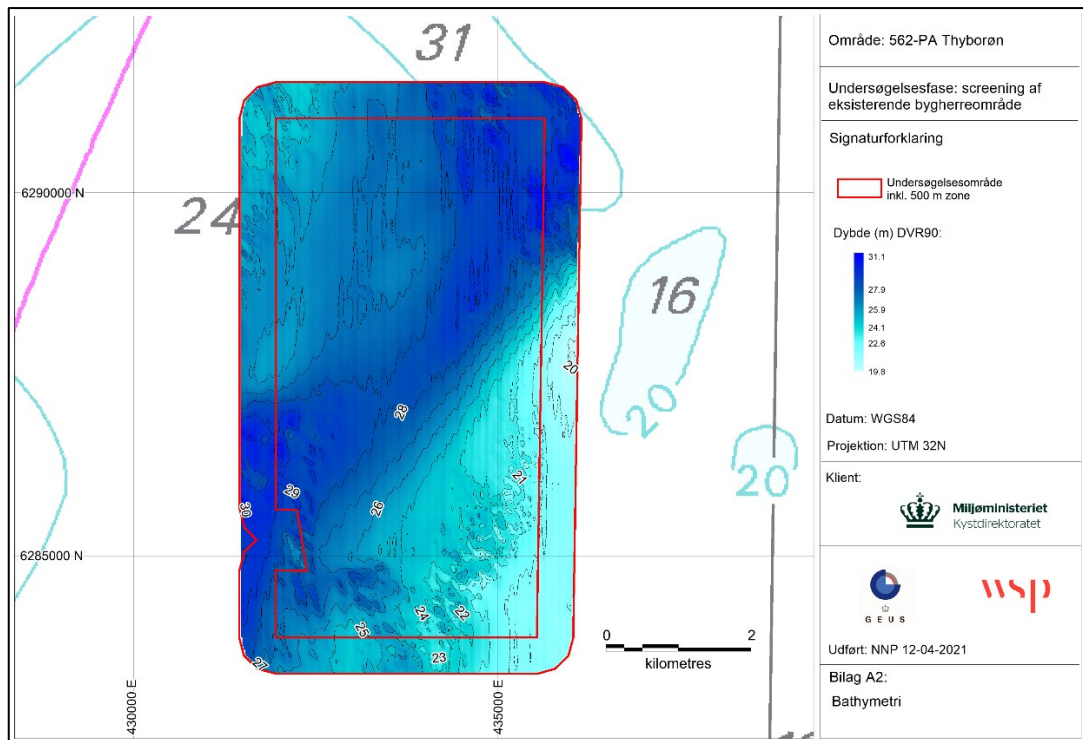 31
6290000 N
24
16
20
20
28
21
29
26
30
20
6285000 N
24
22
25
23
27
0 2
kilometres
430000 E
435000 E
Område: 562-PA Thyborøn
Undersøgelsesfase: screening af
eksisterende bygherreområde
Signaturforklaring
Undersøgelsesområde
inkl. 500 m zone
Dybde (m) DVR90:
31.1
27.9
25.9
24.1
22.6
19.8
Datum: WGS84
Projektion: UTM 32N
Klient:
Miljøministeriet
Kystdirektoratet
GEUS
wsp
Udført: NNP 12-04-2021
Bilag A2:
Bathymetri